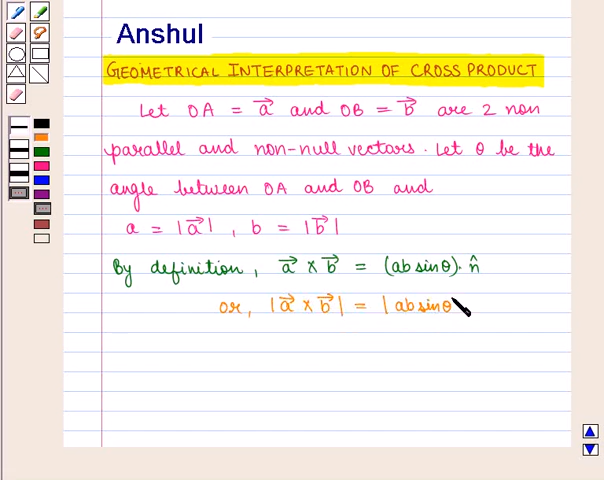 Anshul
GEOMETRICAL INTERPRETATION OF CROSS PRODUCT
Let OA = a⃗ and OB = b⃗ are 2 non
parallel and non-null vectors. Let θ be the
angle between OA and OB and
a = |a⃗| , b = |b⃗|
By definition, a⃗ × b⃗ = (ab sinθ). n̂
or, |a⃗ × b⃗| = |ab sinθ